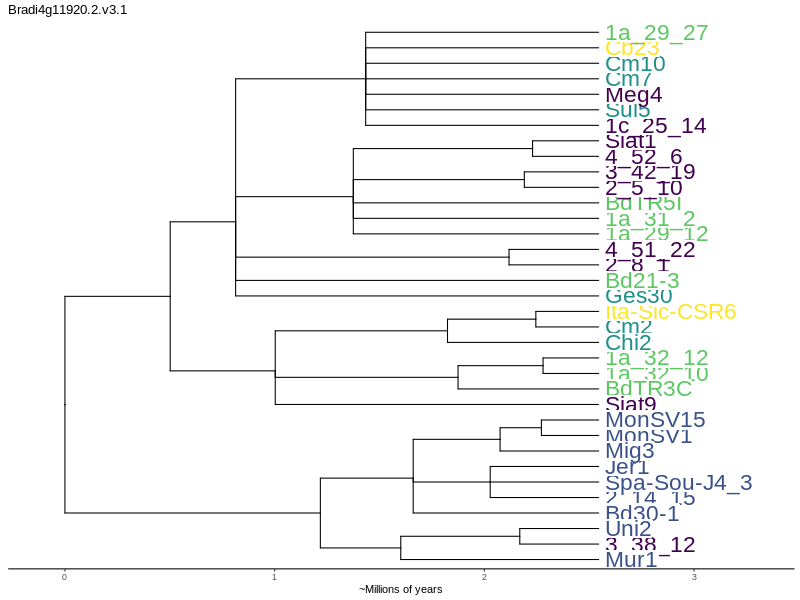 Bradi4g11920.2.v3.1
1a_29_27
Cb23
Cm10
Cm7
Meg4
Sul5
1c_25_14
Siat1
4_52_6
3_42_19
2_5_10
BdTR5I
1a_31_2
1a_29_12
4_51_22
2_8_1
Bd21-3
Ges30
Ita-Sic-CSR6
Cm2
Chi2
1a_32_12
1a_32_10
BdTR3C
Siat9
MonSV15
MonSV1
Mig3
Jer1
Spa-Sou-J4_3
2_14_15
Bd30-1
Uni2
3_38_12
Mur1
0 1 2 3
~Millions of years